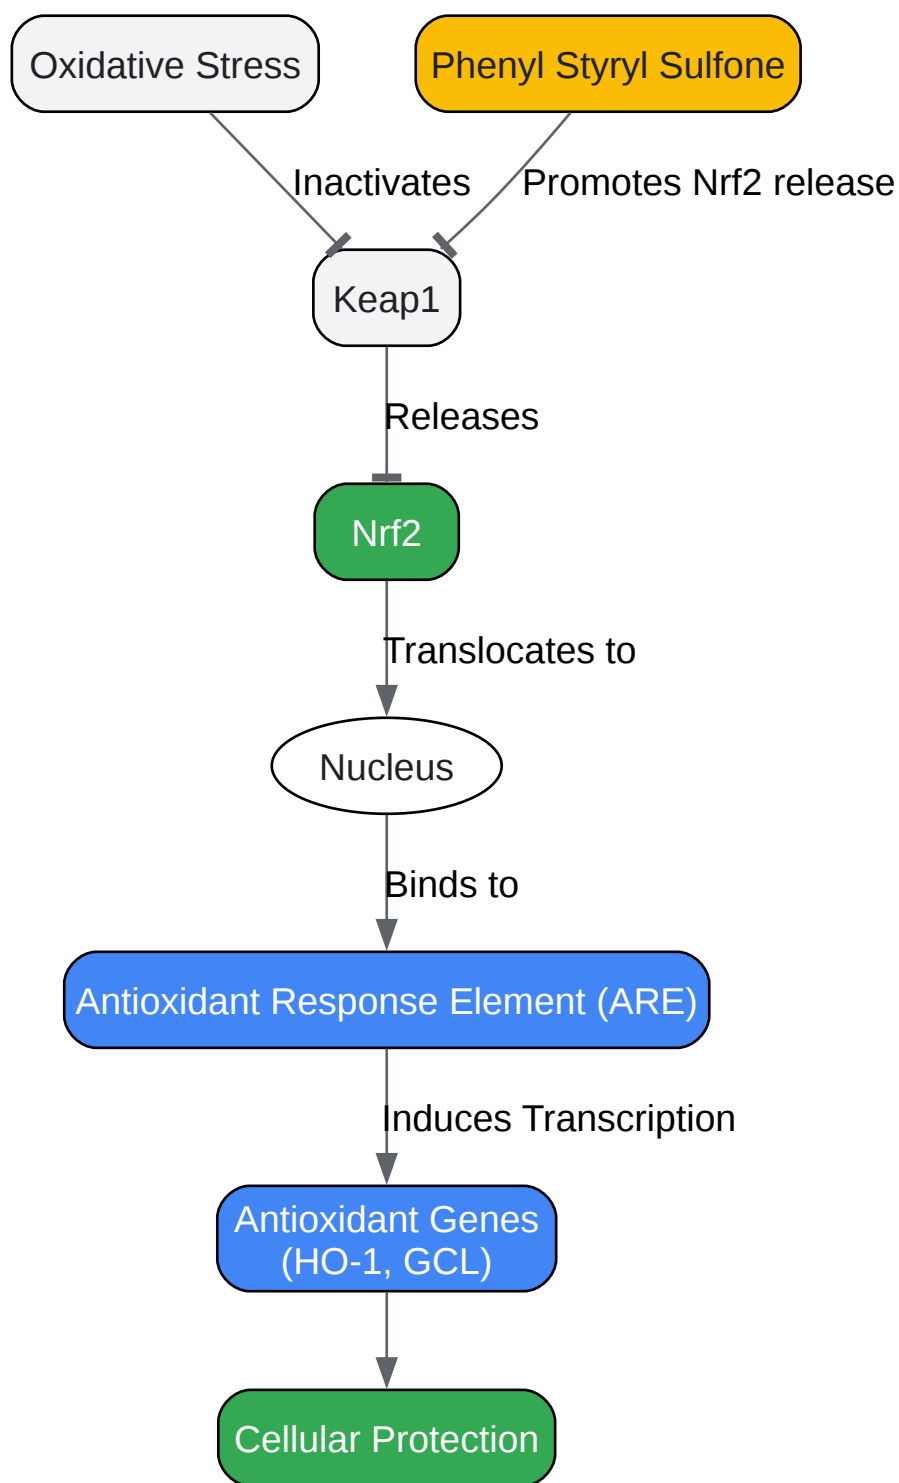 Oxidative Stress
Phenyl Styryl Sulfone
Inactivates
Promotes Nrf2 release
Keap1
Releases
Nrf2
Translocates to
Nucleus
Binds to
Antioxidant Response Element (ARE)
Induces Transcription
Antioxidant Genes
(HO-1, GCL)
Cellular Protection